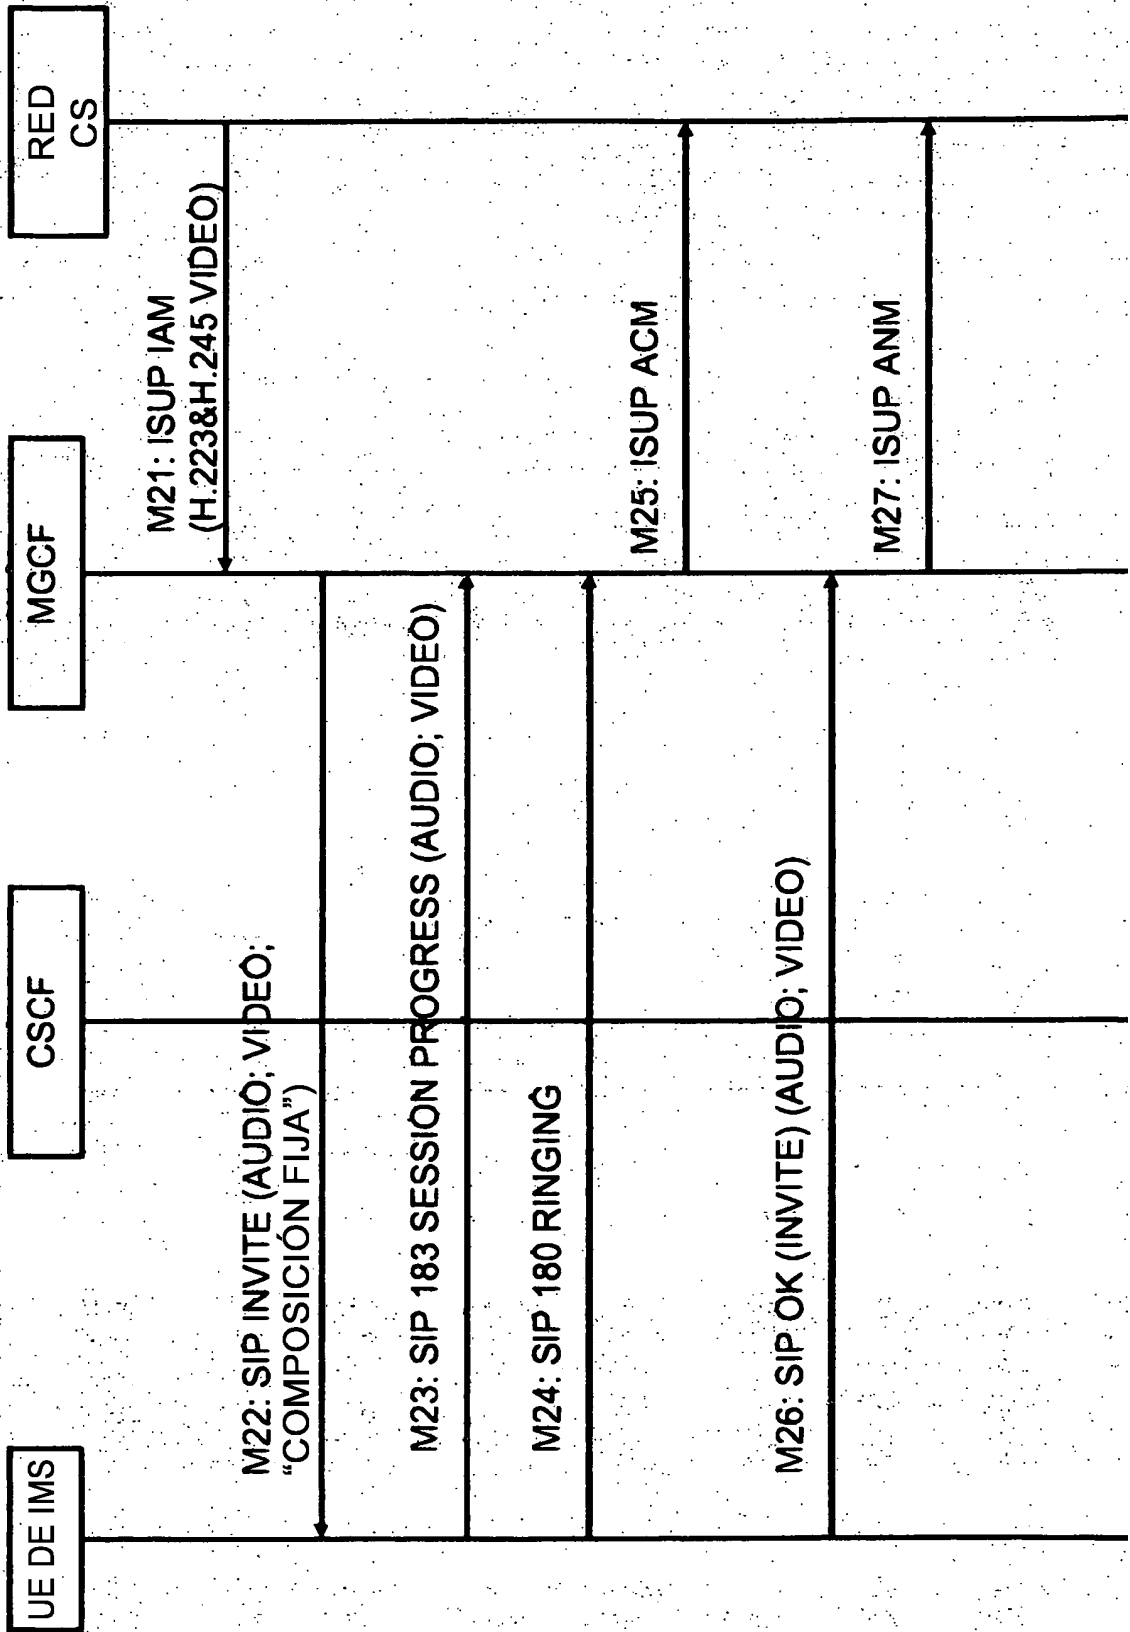 UE DE IMS
CSCF
MGCF
RED
CS
M21: ISUP IAM
(H.223&H.245 VIDEO)
M22: SIP INVITE (AUDIO; VIDEO;
“COMPOSICIÓN FIJA”)
M23: SIP 183 SESSION PROGRESS (AUDIO; VIDEO)
M24: SIP 180 RINGING
M25: ISUP ACM
M26: SIP OK (INVITE) (AUDIO; VIDEO)
M27: ISUP ANM